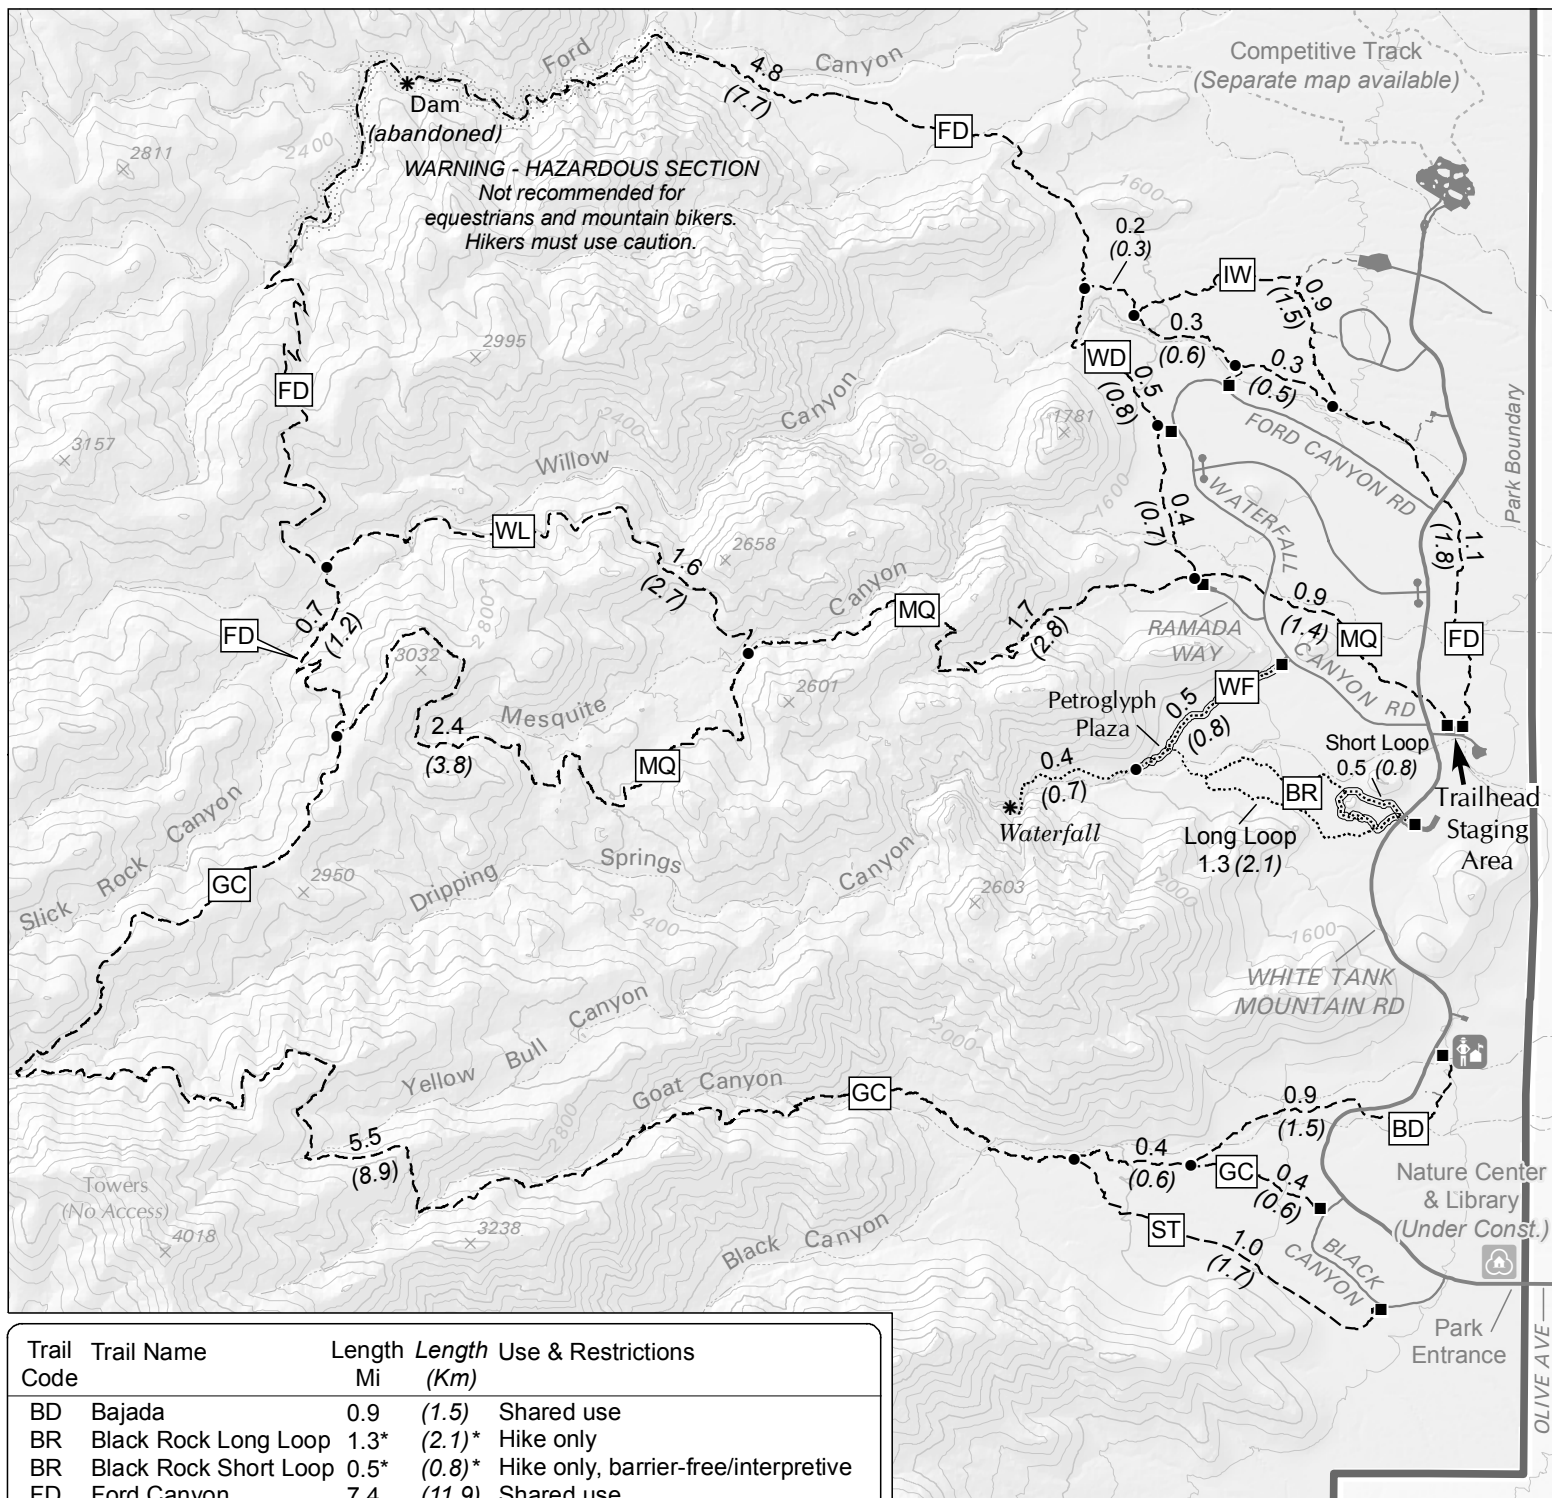 Ford
Canyon
4.8
(7.7)
Competitive Track
(Separate map available)
Dam
(abandoned)
FD
2811
2400
WARNING - HAZARDOUS SECTION
Not recommended for
equestrians and mountain bikers.
Hikers must use caution.
1600
0.2
(0.3)
IW
0.9
(1.5)
0.3
(0.6)
0.3
(0.5)
2995
WD
0.5
(0.8)
FD
Canyon
2400
1781
2000
FORD CANYON RD
Park Boundary
3157
Willow
1600
WATERFALL
CANYON RD
WL
1.6
(2.7)
2658
0.4
(0.7)
1.1
(1.8)
0.7
(1.2)
FD
2800
Canyon
MQ
1.7
(2.8)
0.9
(1.4)
MQ
FD
RAMADA
WAY
3032
2601
Petroglyph
Plaza
0.5
(0.8)
WF
Mesquite
2.4
(3.8)
MQ
0.4
(0.7)
Waterfall
Short Loop
0.5 (0.8)
BR
Long Loop
1.3 (2.1)
Trailhead
Staging
Area
Slick Rock Canyon
GC
2950
Dripping Springs Canyon
2400
2603
2000
1600
WHITE TANK
MOUNTAIN RD
2000
Yellow Bull Canyon
Goat Canyon
2800
GC
0.9
(1.5)
BD
5.5
(8.9)
0.4
(0.6)
GC
0.4
(0.6)
Towers
(No Access)
4018
3238
Black Canyon
ST
1.0
(1.7)
BLACK
CANYON
Nature Center
& Library
(Under Const.)
Park
Entrance
OLIVE AVE
Trail Code Trail Name Length Mi Length (Km) Use & Restrictions
BD Bajada 0.9 (1.5) Shared use
BR Black Rock Long Loop 1.3* (2.1)* Hike only
BR Black Rock Short Loop 0.5* (0.8)* Hike only, barrier-free/interpretive
FD Ford Canyon 7.4 (11.9) Shared use